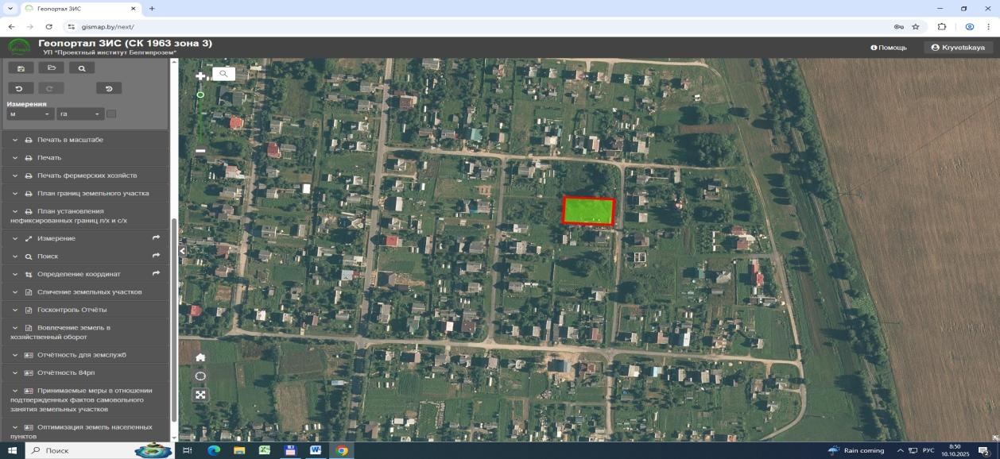 Геопортал ЗИС
gismap.by/next/
Геопортал ЗИС (СК 1963 зона 3)
УП "Проектный институт Белгипрозем"
Помощь
Kryvetskaya
Измерения
м
га
Печать в масштабе
Печать
Печать фермерских хозяйств
План границ земельного участка
План установления
нефиксированных границ л/х и с/х
Измерение
Поиск
Определение координат
Сличение земельных участков
Госконтроль Отчёты
Вовлечение земель в
хозяйственный оборот
Отчётность для земслужб
Отчётность 84рп
Принимаемые меры в отношении
подтвержденных фактов самовольного
занятия земельных участков
Оптимизация земель населенных
пунктов
Поиск
Rain coming
РУС
8:50
10.10.2025
2